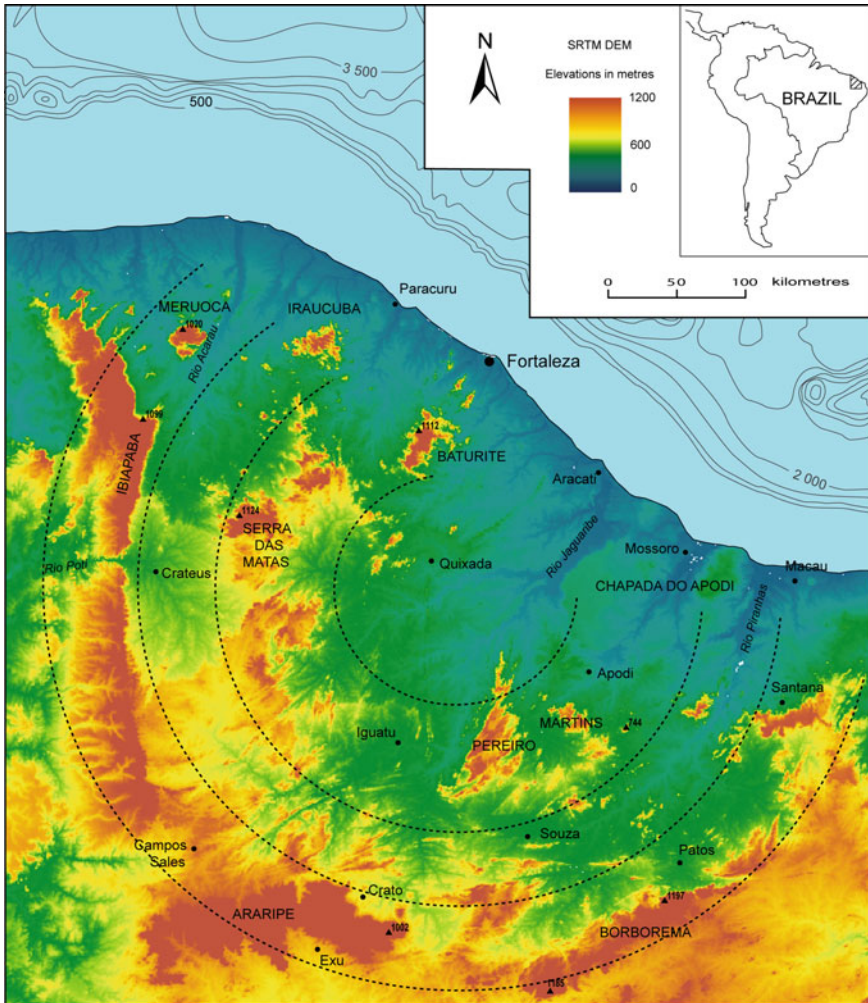 3 500
500
N
SRTM DEM
Elevations in metres
1200
600
0
BRAZIL
0 50 100 kilometres
Paracuru
MERUOCA
1020
IRAUCUBA
Rio Acarau
Fortaleza
1099
1112
BATURITE
IBIAPABA
Aracati
2 000
1124
SERRA
DAS
MATAS
Rio Jaguaribe
Mossoro
Rio Poti
Crateus
Quixada
CHAPADA DO APODI
Macau
Rio Piranhas
Apodi
Santana
MARTINS
744
Iguatu
PEREIRO
Souza
Campos
Sales
Patos
Crato
1197
ARARIPE
1002
BORBOREMA
Exu
1185